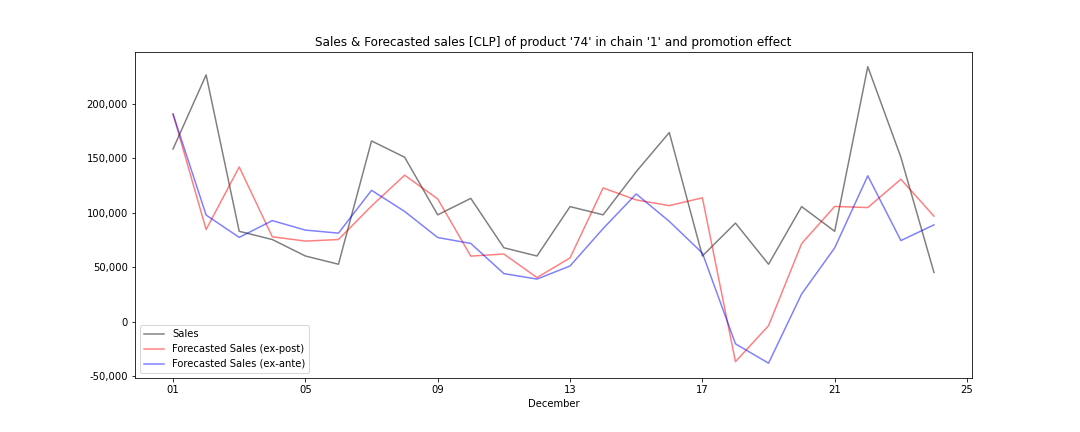 Sales & Forecasted sales [CLP] of product '74' in chain '1' and promotion effect
200,000
150,000
100,000
50,000
0
-50,000
Sales
Forecasted Sales (ex-post)
Forecasted Sales (ex-ante)
01 05 09 13 17 21 25
December